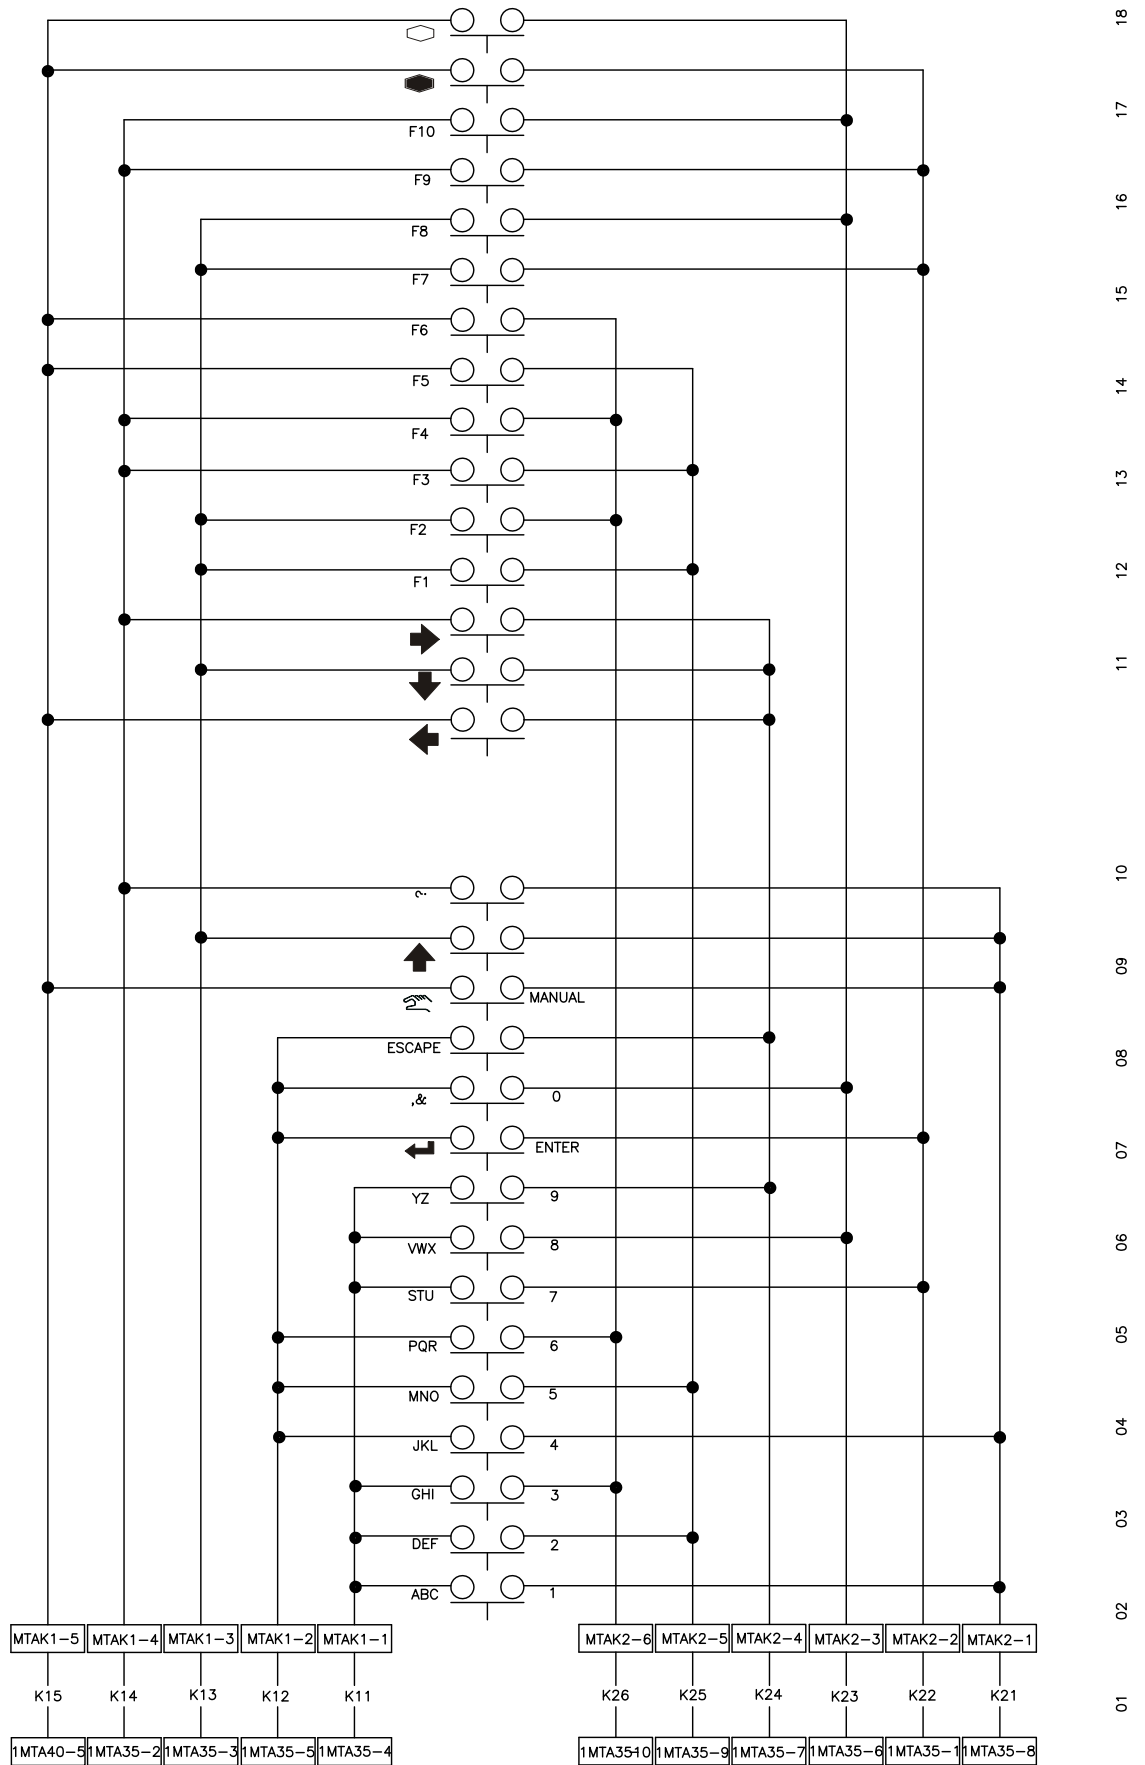 18
17
F10
16
F9
F8
F7
15
F6
F5
14
F4
F3
13
F2
F1
12
11
10
?
09
MANUAL
ESCAPE
08
,& 0
ENTER
07
YZ 9
VWX 8
06
STU 7
05
PQR 6
MNO 5
04
JKL 4
GHI 3
03
DEF 2
ABC 1
02
MTAK1-5 MTAK1-4 MTAK1-3 MTAK1-2 MTAK1-1 MTAK2-6 MTAK2-5 MTAK2-4 MTAK2-3 MTAK2-2 MTAK2-1
K15 K14 K13 K12 K11 K26 K25 K24 K23 K22 K21
01
1MTA40-5 1MTA35-2 1MTA35-3 1MTA35-5 1MTA35-4 1MTA35-10 1MTA35-9 1MTA35-7 1MTA35-6 1MTA35-1 1MTA35-8